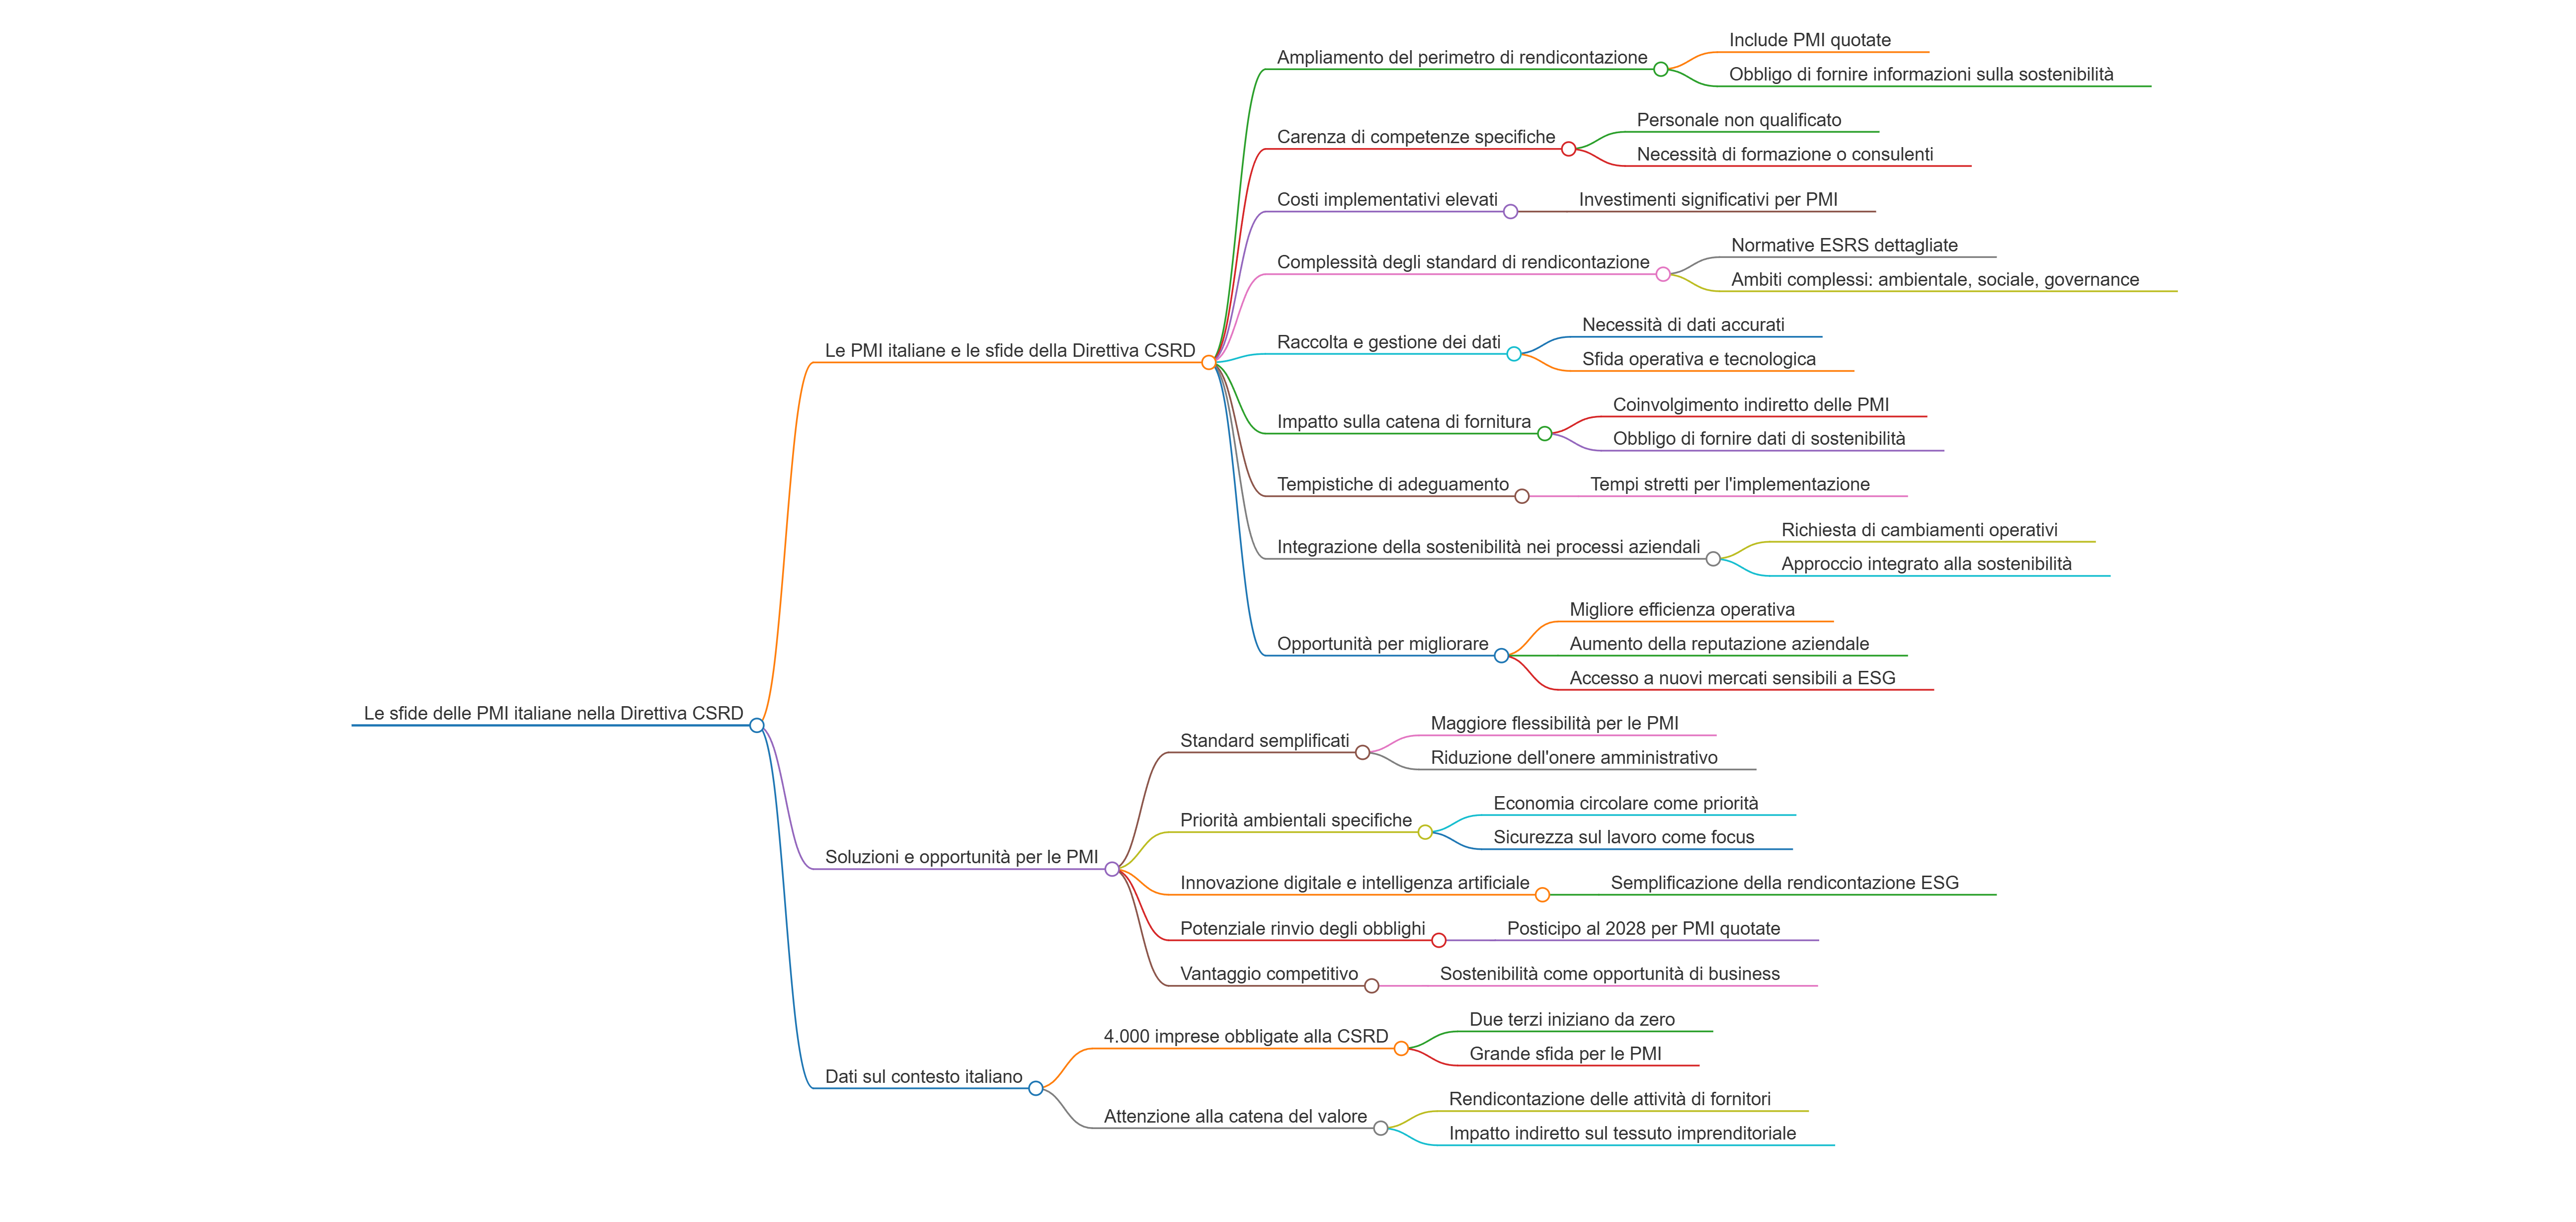 Le sfide delle PMI italiane nella Direttiva CSRD
Le PMI italiane e le sfide della Direttiva CSRD
Ampliamento del perimetro di rendicontazione
Include PMI quotate
Obbligo di fornire informazioni sulla sostenibilità
Carenza di competenze specifiche
Personale non qualificato
Necessità di formazione o consulenti
Costi implementativi elevati
Investimenti significativi per PMI
Complessità degli standard di rendicontazione
Normative ESRS dettagliate
Ambiti complessi: ambientale, sociale, governance
Raccolta e gestione dei dati
Necessità di dati accurati
Sfida operativa e tecnologica
Impatto sulla catena di fornitura
Coinvolgimento indiretto delle PMI
Obbligo di fornire dati di sostenibilità
Tempistiche di adeguamento
Tempi stretti per l'implementazione
Integrazione della sostenibilità nei processi aziendali
Richiesta di cambiamenti operativi
Approccio integrato alla sostenibilità
Opportunità per migliorare
Migliore efficienza operativa
Aumento della reputazione aziendale
Accesso a nuovi mercati sensibili a ESG
Soluzioni e opportunità per le PMI
Standard semplificati
Maggiore flessibilità per le PMI
Riduzione dell'onere amministrativo
Priorità ambientali specifiche
Economia circolare come priorità
Sicurezza sul lavoro come focus
Innovazione digitale e intelligenza artificiale
Semplificazione della rendicontazione ESG
Potenziale rinvio degli obblighi
Posticipo al 2028 per PMI quotate
Vantaggio competitivo
Sostenibilità come opportunità di business
Dati sul contesto italiano
4.000 imprese obbligate alla CSRD
Due terzi iniziano da zero
Grande sfida per le PMI
Attenzione alla catena del valore
Rendicontazione delle attività di fornitori
Impatto indiretto sul tessuto imprenditoriale